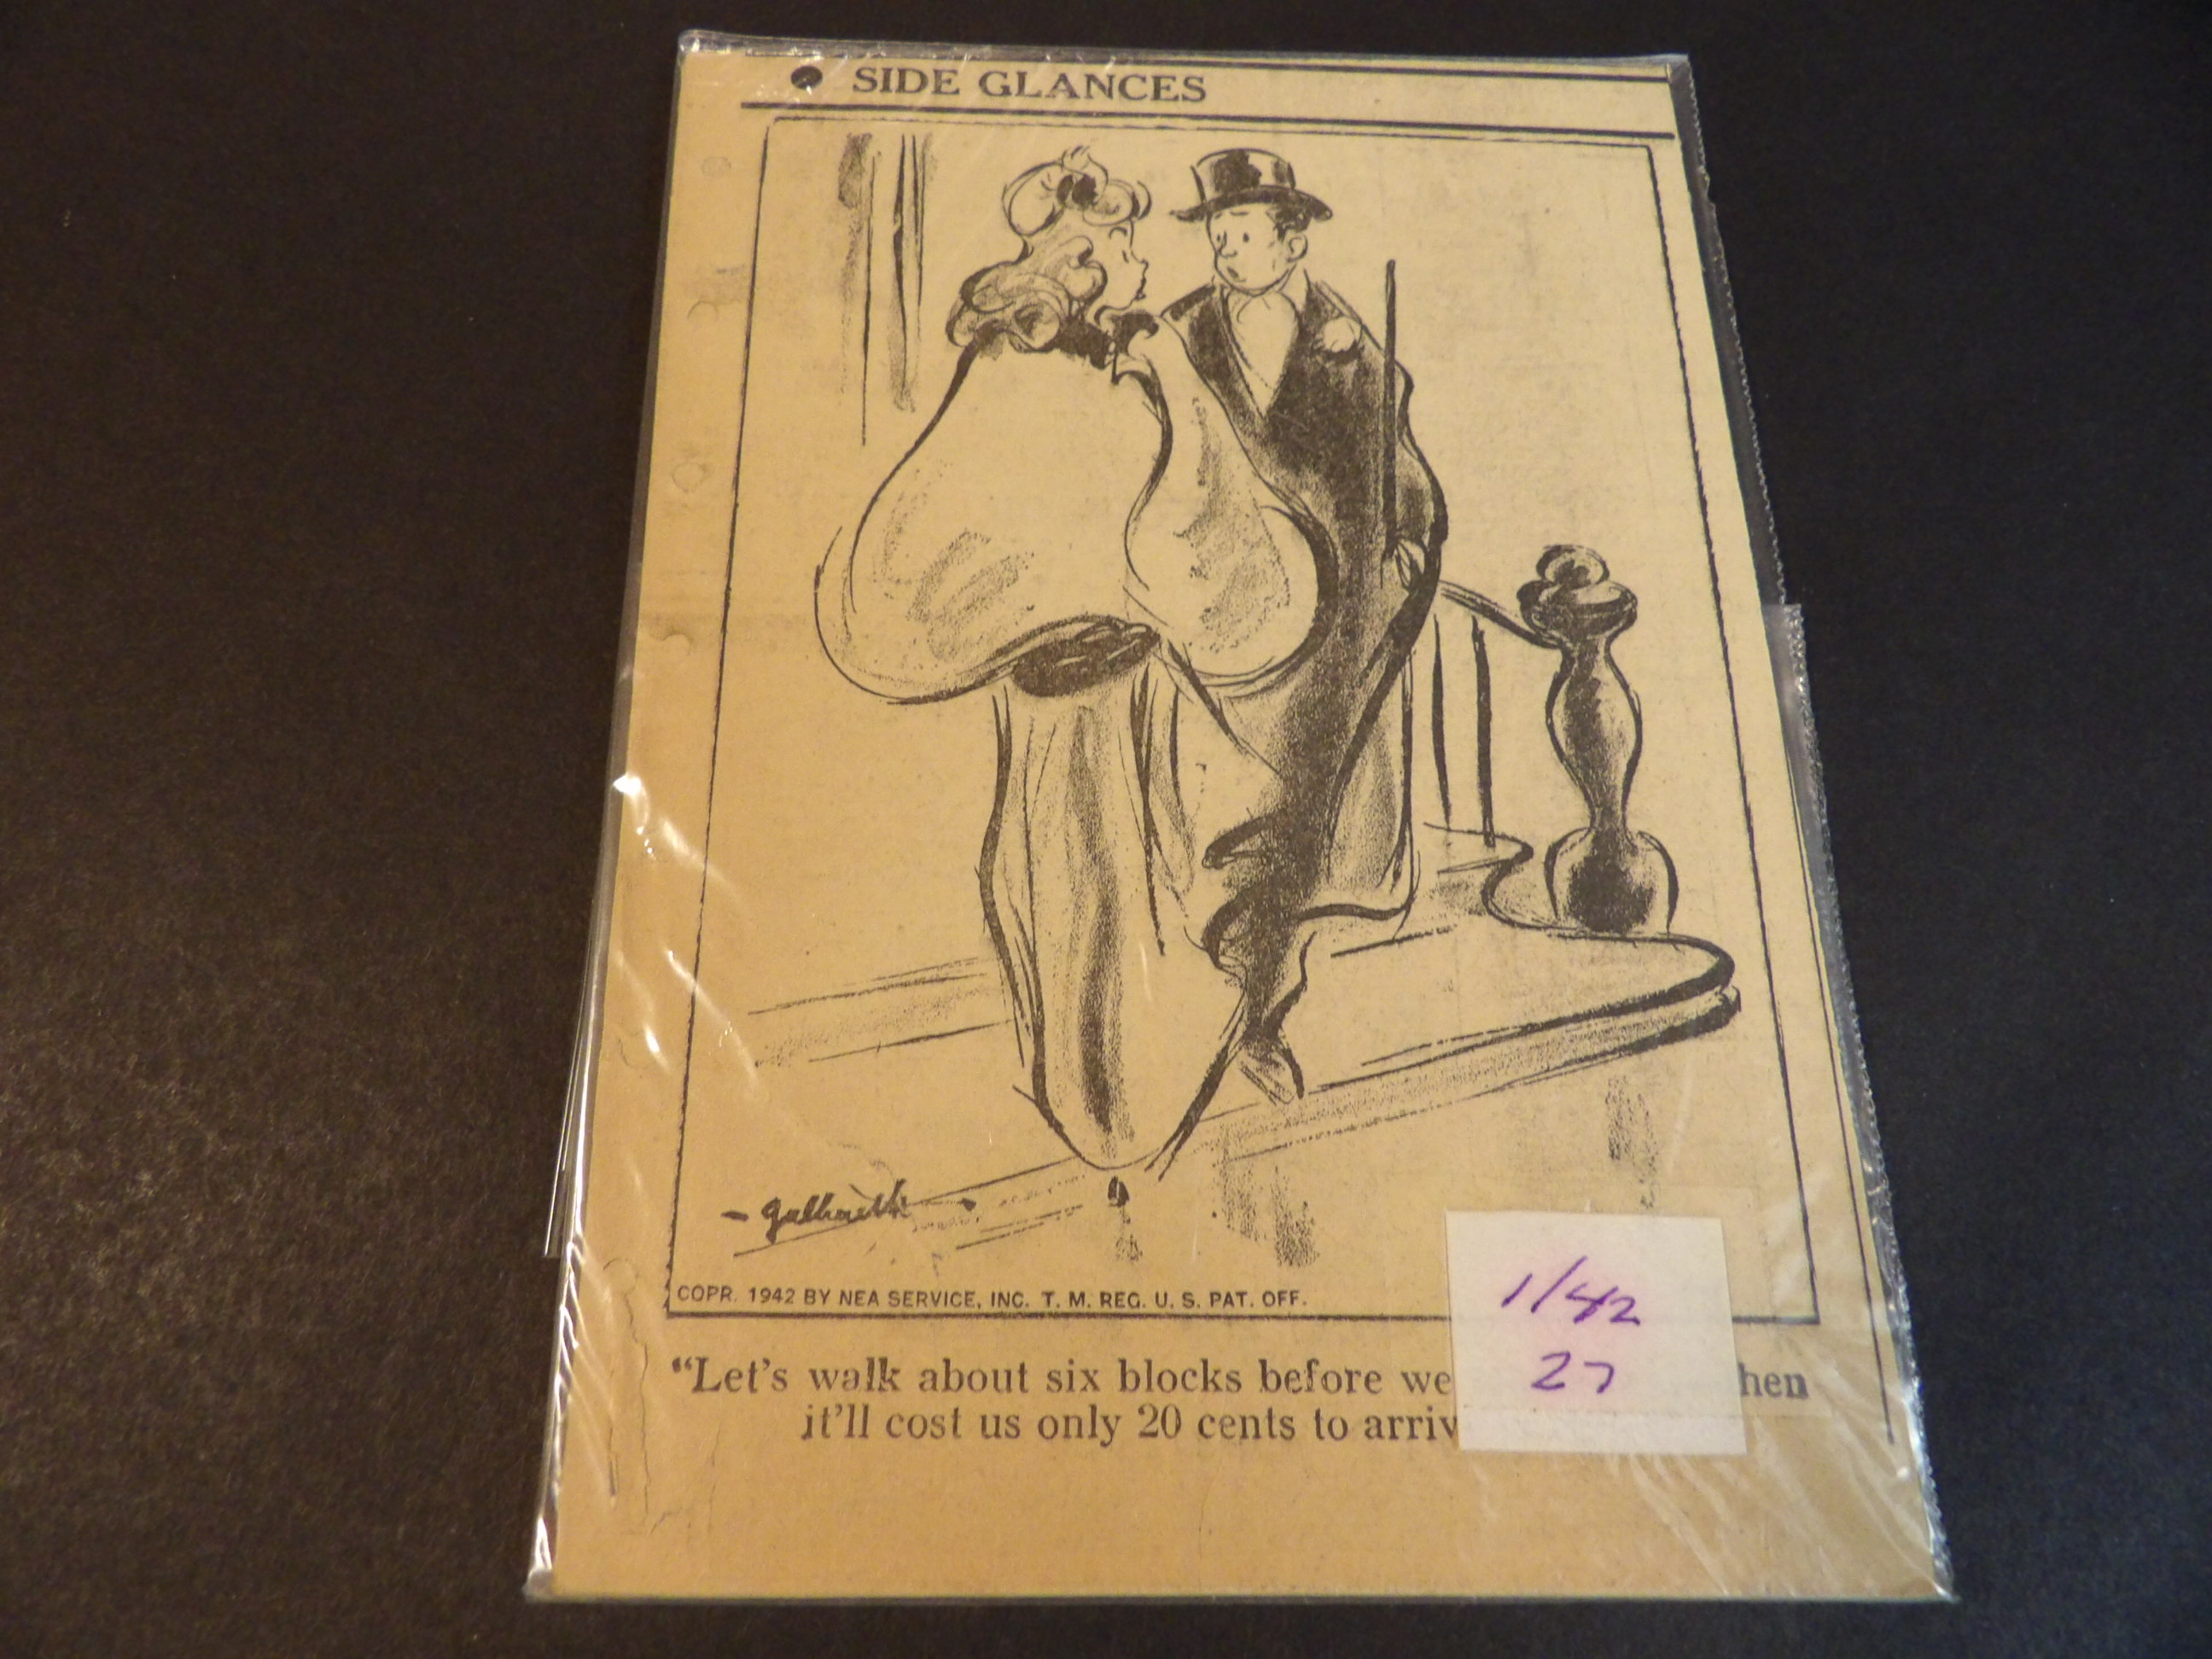 SIDE GLANCES
-galbraith-
COPR. 1942 BY NEA SERVICE, INC. T. M. REG. U. S. PAT. OFF.
1/42
27
"Let's walk about six blocks before we hen
it'll cost us only 20 cents to arriv